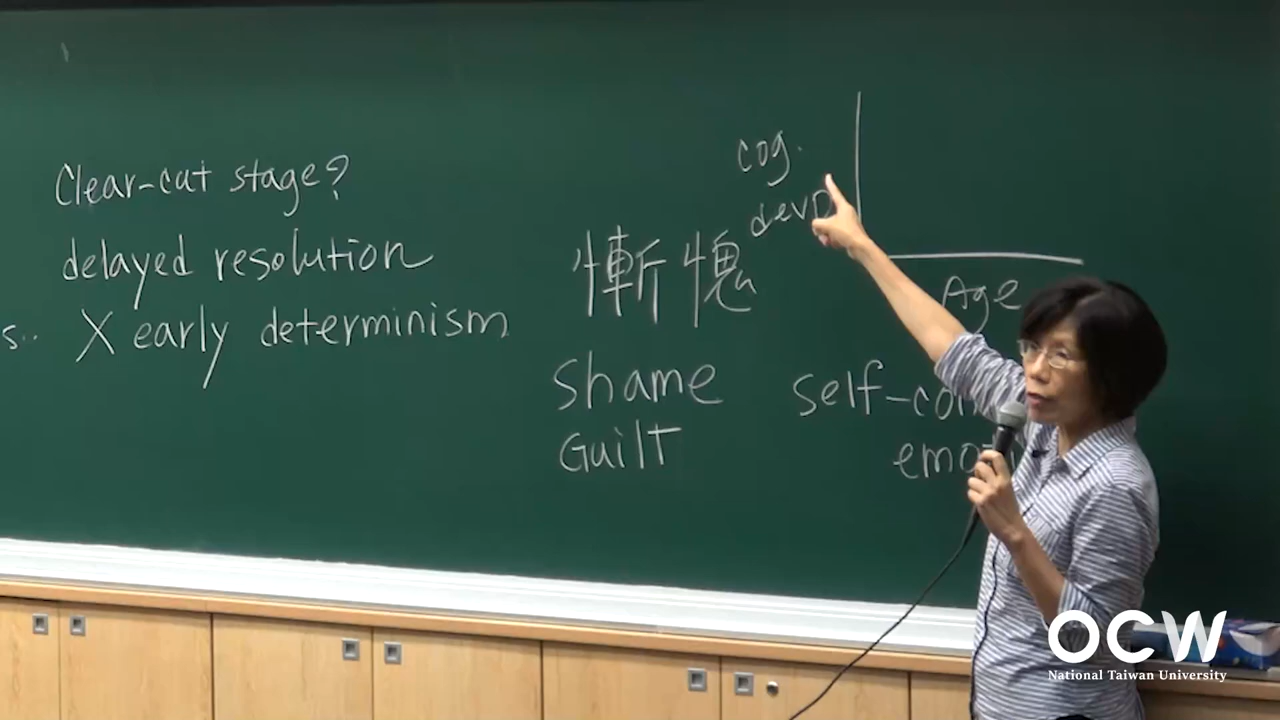 Clear-cut stage?
delayed resolution
s.. X early determinism
慚愧
Shame
Guilt
cog.
devp
Age
self-con
emoti
OCW
National Taiwan University